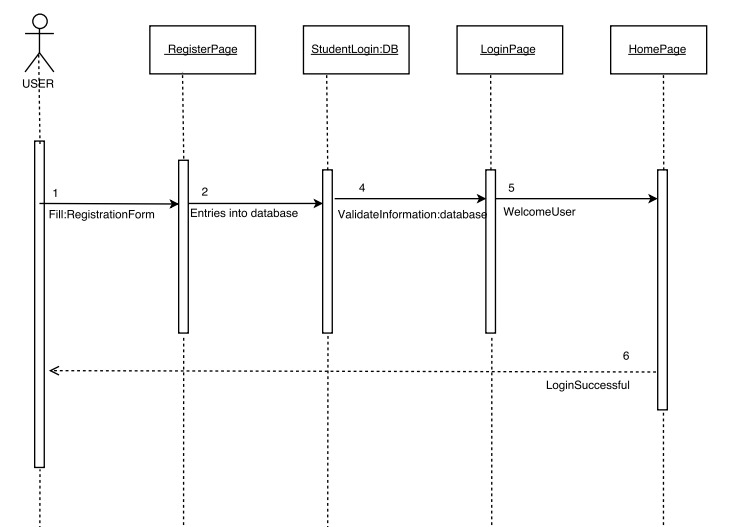 USER
RegisterPage
StudentLogin:DB
LoginPage
HomePage
1
Fill:RegistrationForm
2
Entries into database
4
ValidateInformation:database
5
WelcomeUser
6
LoginSuccessful